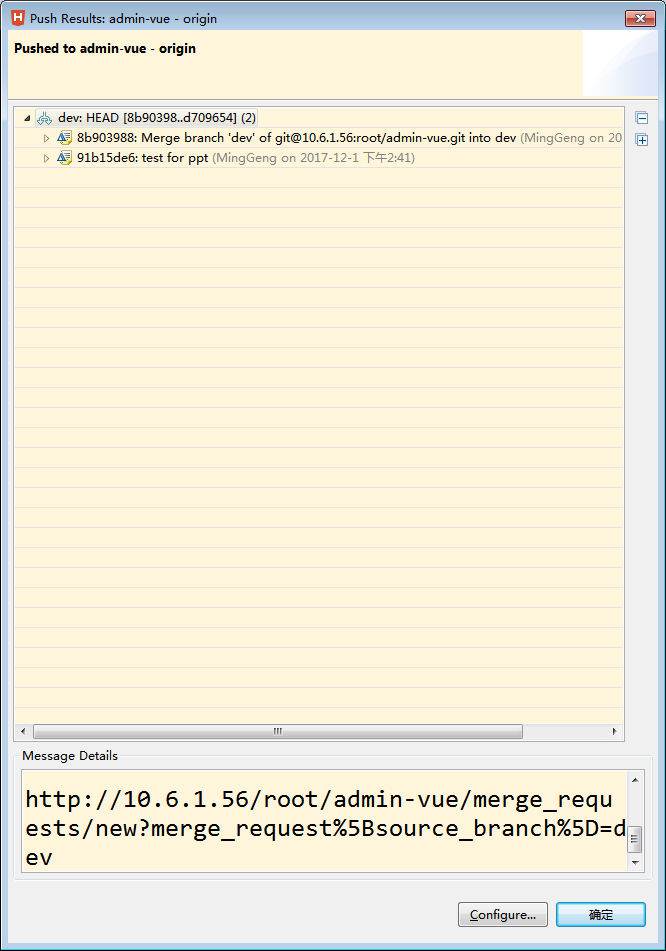 Push Results: admin-vue - origin
Pushed to admin-vue - origin
dev: HEAD [8b90398..d709654] (2)
8b903988: Merge branch 'dev' of git@10.6.1.56:root/admin-vue.git into dev (MingGeng on 20
91b15de6: test for ppt (MingGeng on 2017-12-1 下午2:41)
Message Details
http://10.6.1.56/root/admin-vue/merge_requ
ests/new?merge_request%5Bsource_branch%5D=d
ev
Configure...
确定